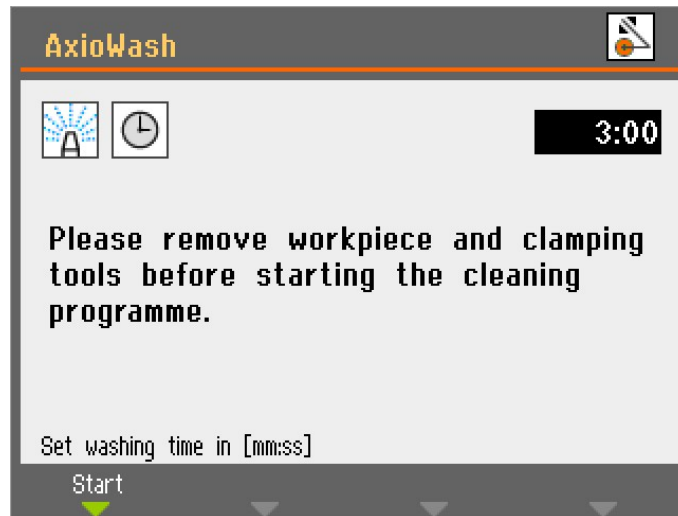 AxioWash
3:00
Please remove workpiece and clamping
tools before starting the cleaning
programme.
Set washing time in [mm:ss]
Start